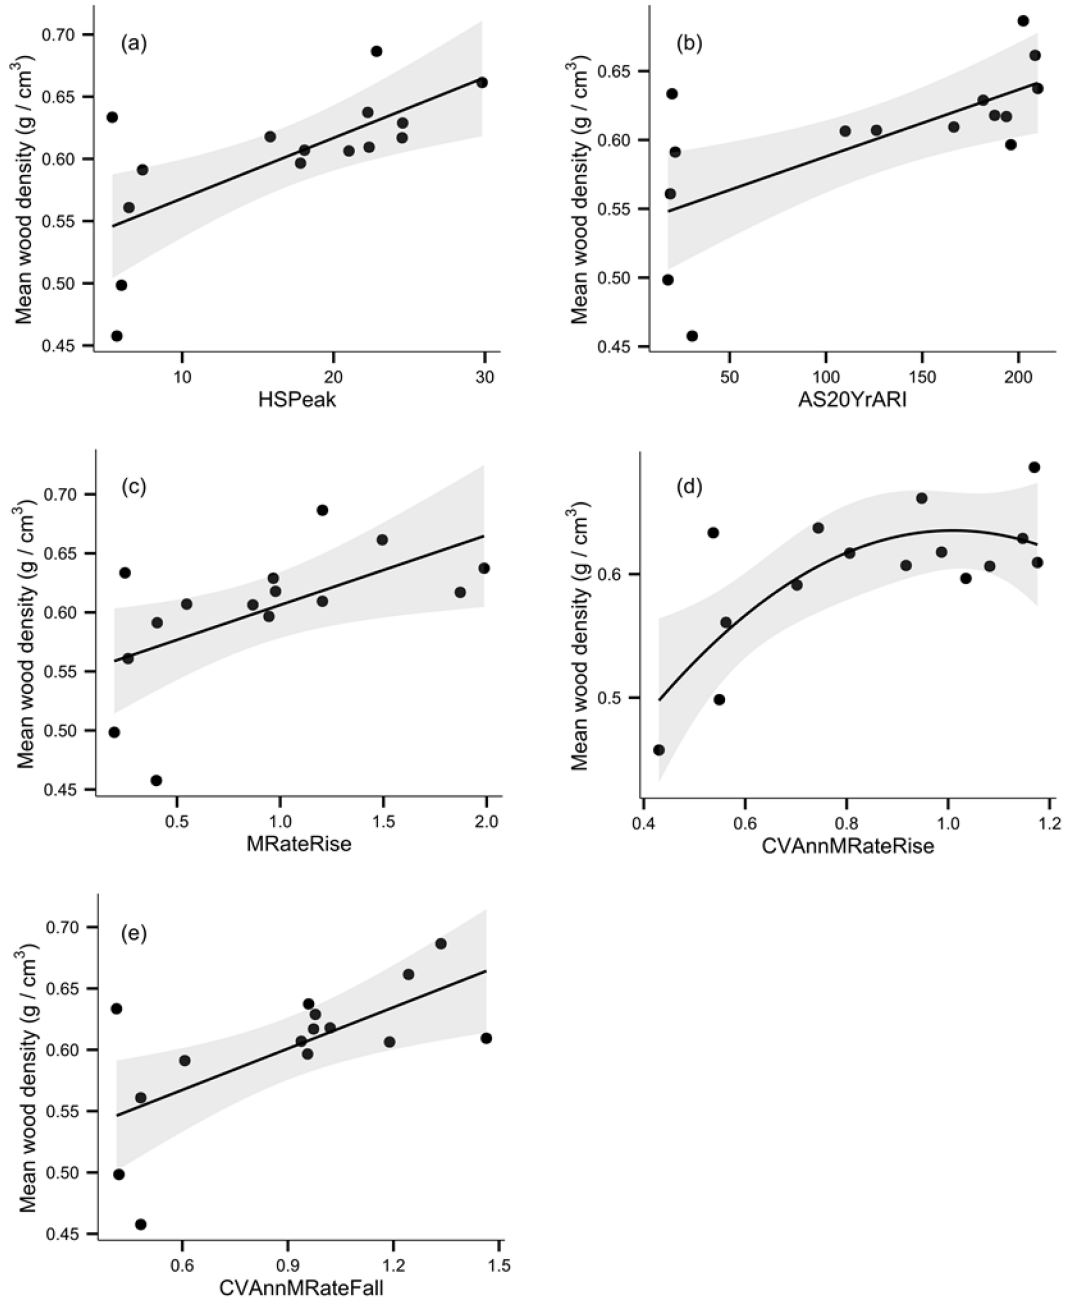 (a)
Mean wood density (g / cm³)
0.70
0.65
0.60
0.55
0.50
0.45
10 20 30
HSPeak
(b)
Mean wood density (g / cm³)
0.65
0.60
0.55
0.50
0.45
50 100 150 200
AS20YrARI
(c)
Mean wood density (g / cm³)
0.70
0.65
0.60
0.55
0.50
0.45
0.5 1.0 1.5 2.0
MRateRise
(d)
Mean wood density (g / cm³)
0.6
0.5
0.4 0.6 0.8 1.0 1.2
CVAnnMRateRise
(e)
Mean wood density (g / cm³)
0.70
0.65
0.60
0.55
0.50
0.45
0.6 0.9 1.2 1.5
CVAnnMRateFall